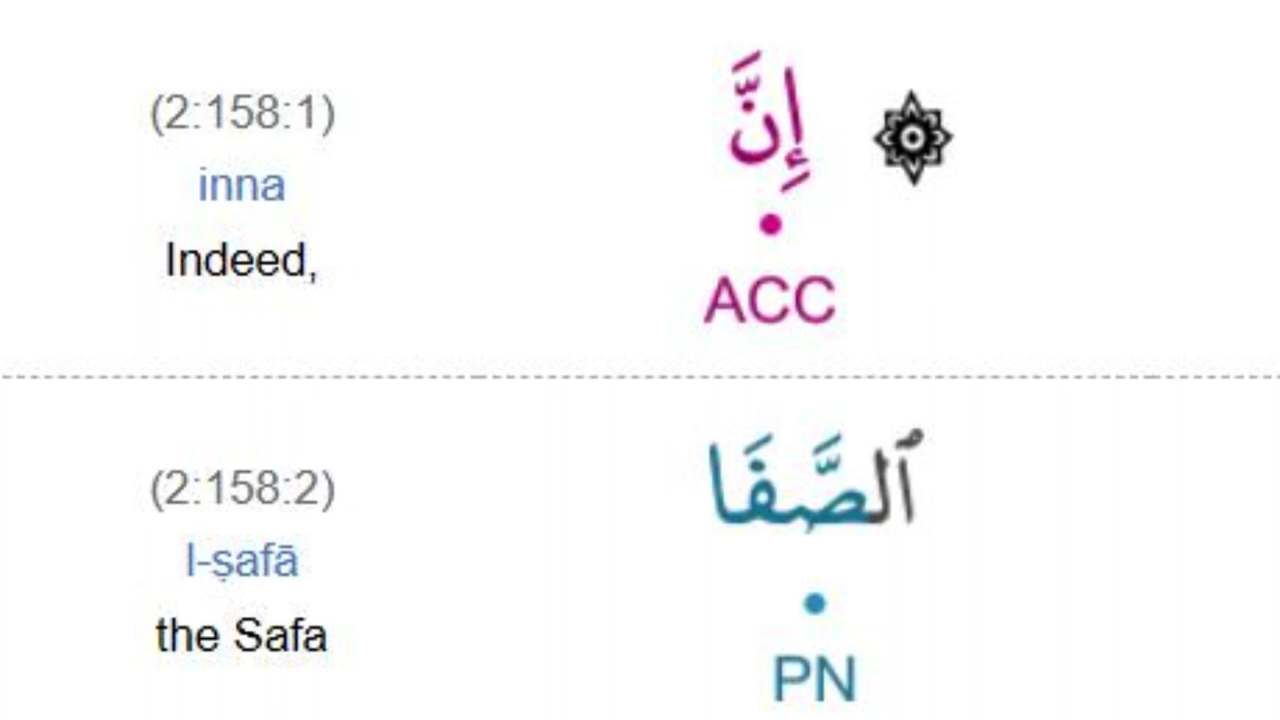 (2:158:1)
inna
Indeed,
إِنَّ
ACC
(2:158:2)
l-ṣafā
the Safa
ٱلصَّفَا
PN